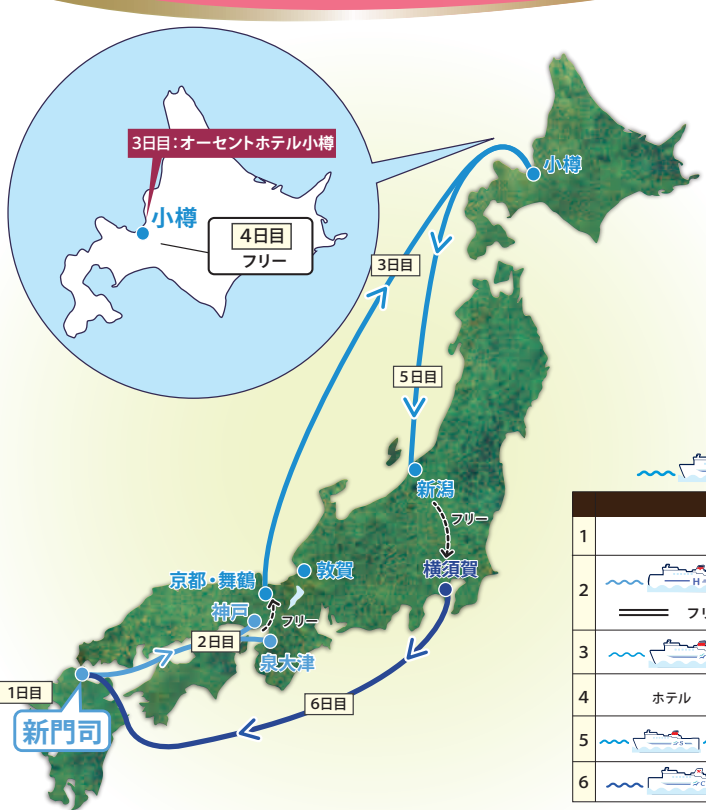 3日目：オーセントホテル小樽
小樽
4日目
フリー
小樽
3日目
5日目
新潟
フリー
横須賀
敦賀
京都・舞鶴
神戸
フリー
2日目
泉大津
1日目
新門司
6日目
1
2
H
フリ
3
4
ホテル
5
S
6
C